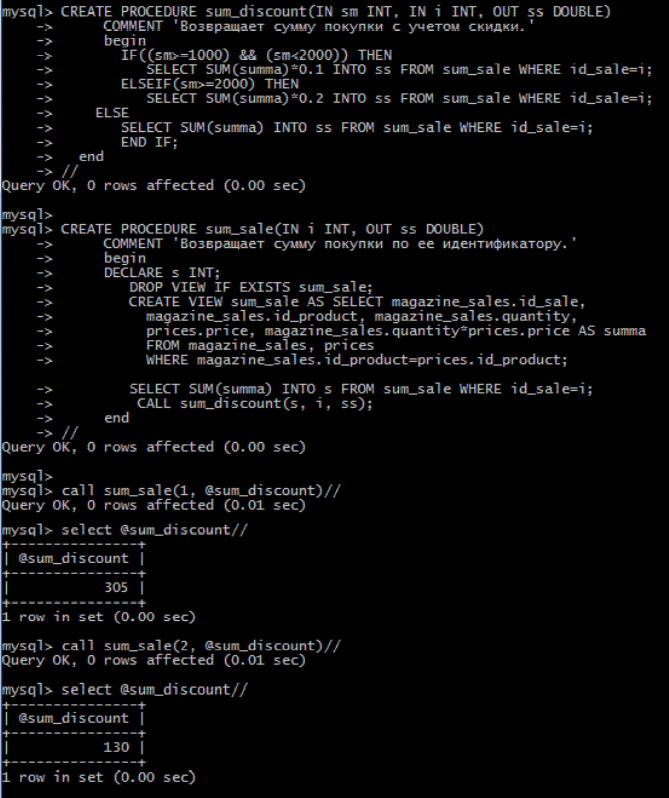 mysql> CREATE PROCEDURE sum_discount(IN sm INT, IN i INT, OUT ss DOUBLE)
-> COMMENT 'Возвращает сумму покупки с учетом скидки.'
-> begin
-> IF((sm>=1000) && (sm<2000)) THEN
-> SELECT SUM(summa)*0.1 INTO ss FROM sum_sale WHERE id_sale=i;
-> ELSEIF(sm>=2000) THEN
-> SELECT SUM(summa)*0.2 INTO ss FROM sum_sale WHERE id_sale=i;
-> ELSE
-> SELECT SUM(summa) INTO ss FROM sum_sale WHERE id_sale=i;
-> END IF;
-> end
-> //
Query OK, 0 rows affected (0.00 sec)
mysql>
mysql> CREATE PROCEDURE sum_sale(IN i INT, OUT ss DOUBLE)
-> COMMENT 'Возвращает сумму покупки по ее идентификатору.'
-> begin
-> DECLARE s INT;
-> DROP VIEW IF EXISTS sum_sale;
-> CREATE VIEW sum_sale AS SELECT magazine_sales.id_sale,
-> magazine_sales.id_product, magazine_sales.quantity,
-> prices.price, magazine_sales.quantity*prices.price AS summa
-> FROM magazine_sales, prices
-> WHERE magazine_sales.id_product=prices.id_product;
-> SELECT SUM(summa) INTO s FROM sum_sale WHERE id_sale=i;
-> CALL sum_discount(s, i, ss);
-> end
-> //
Query OK, 0 rows affected (0.00 sec)
mysql>
mysql> call sum_sale(1, @sum_discount)//
Query OK, 0 rows affected (0.01 sec)
mysql> select @sum_discount//
+---------------+
| @sum_discount |
+---------------+
| 305 |
+---------------+
1 row in set (0.00 sec)
mysql> call sum_sale(2, @sum_discount)//
Query OK, 0 rows affected (0.01 sec)
mysql> select @sum_discount//
+---------------+
| @sum_discount |
+---------------+
| 130 |
+---------------+
1 row in set (0.00 sec)